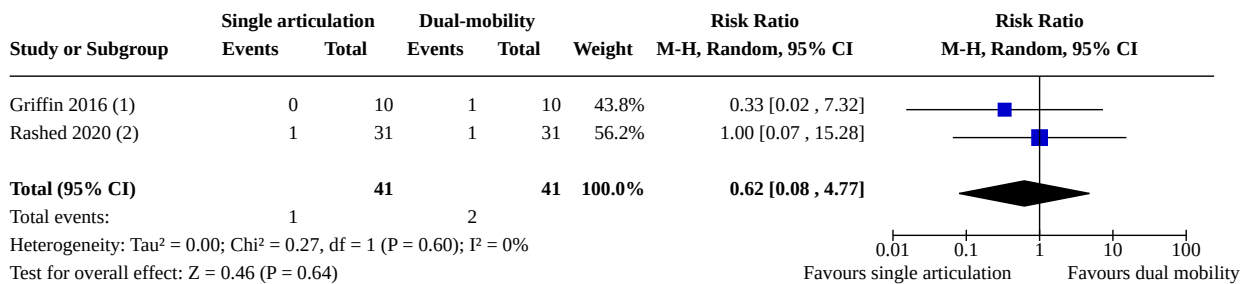 Single articulation Dual-mobility Risk Ratio Risk Ratio
Study or Subgroup Events Total Events Total Weight M-H, Random, 95% CI M-H, Random, 95% CI
Griffin 2016 (1) 0 10 1 10 43.8% 0.33 [0.02 , 7.32]
Rashed 2020 (2) 1 31 1 31 56.2% 1.00 [0.07 , 15.28]
Total (95% CI) 41 41 100.0% 0.62 [0.08 , 4.77]
Total events: 1 2
Heterogeneity: Tau² = 0.00; Chi² = 0.27, df = 1 (P = 0.60); I² = 0%
0.01 0.1 1 10 100
Test for overall effect: Z = 0.46 (P = 0.64)
Favours single articulation Favours dual mobility